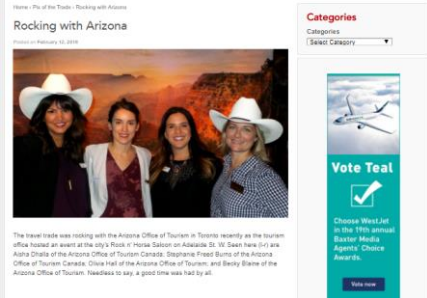 Home › Pix of the Trade › Rocking with Arizona
Rocking with Arizona
Posted on February 12, 2019
The travel trade was rocking with the Arizona Office of Tourism in Toronto recently as the tourism
office hosted an event at the city's Rock n' Horse Saloon on Adelaide St. W. Seen here (l-r) are
Aisha Dhalla of the Arizona Office of Tourism Canada; Stephanie Freed Burns of the Arizona
Office of Tourism Canada, Olivia Hall of the Arizona Office of Tourism; and Becky Blaine of the
Arizona Office of Tourism. Needless to say, a good time was had by all.
Categories
Categories
Select Category
Vote Teal
Choose WestJet
in the 19th annual
Baxter Media
Agents' Choice
Awards.
Vote now